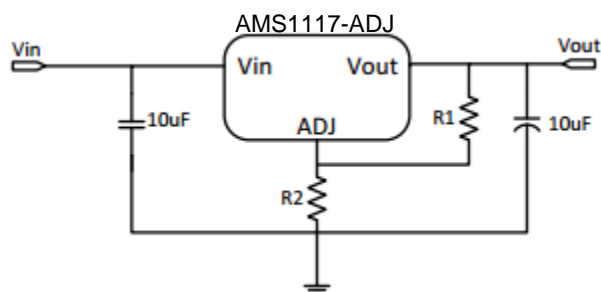 AMS1117-ADJ
Vin
Vout
Vin
Vout
10uF
R1
10uF
ADJ
R2